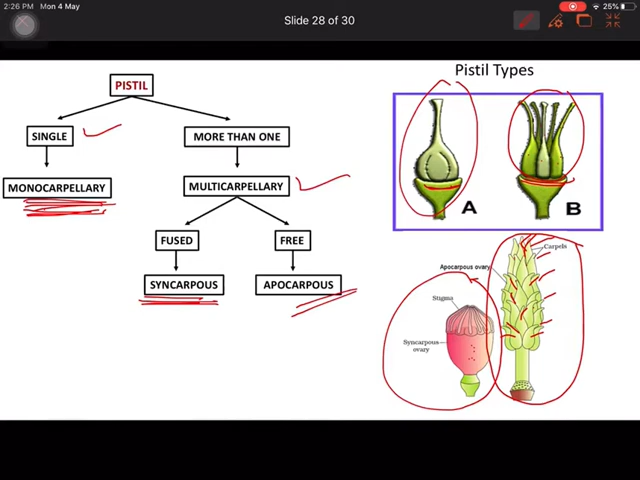 2:26 PM Mon 4 May
25%
Slide 28 of 30
Pistil Types
PISTIL
SINGLE
MORE THAN ONE
MONOCARPELLARY
MULTICARPELLARY
FUSED
FREE
SYNCARPOUS
APOCARPOUS
A
B
Carpels
Apocarpous ovary
Stigma
Syncarpous
ovary